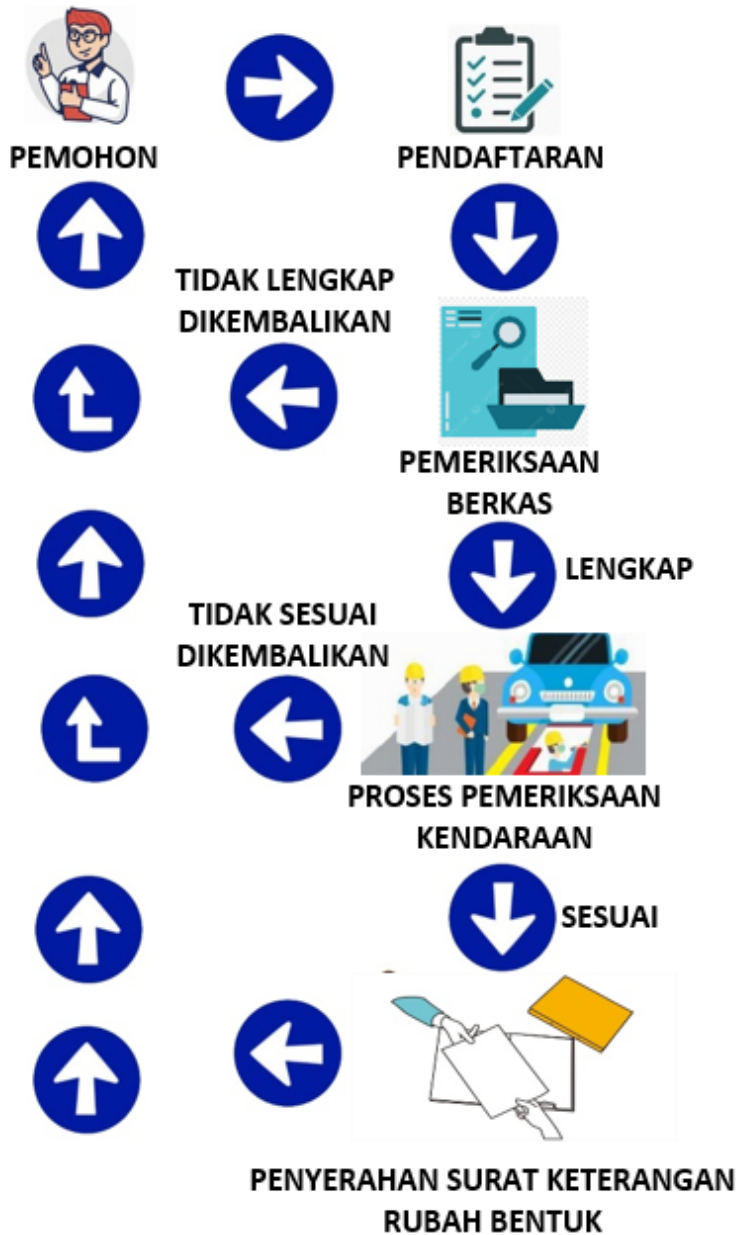 PEMOHON
PENDAFTARAN
TIDAK LENGKAP
DIKEMBALIKAN
PEMERIKSAAN
BERKAS
LENGKAP
TIDAK SESUAI
DIKEMBALIKAN
PROSES PEMERIKSAAN
KENDARAAN
SESUAI
PENYERAHAN SURAT KETERANGAN
RUBAH BENTUK